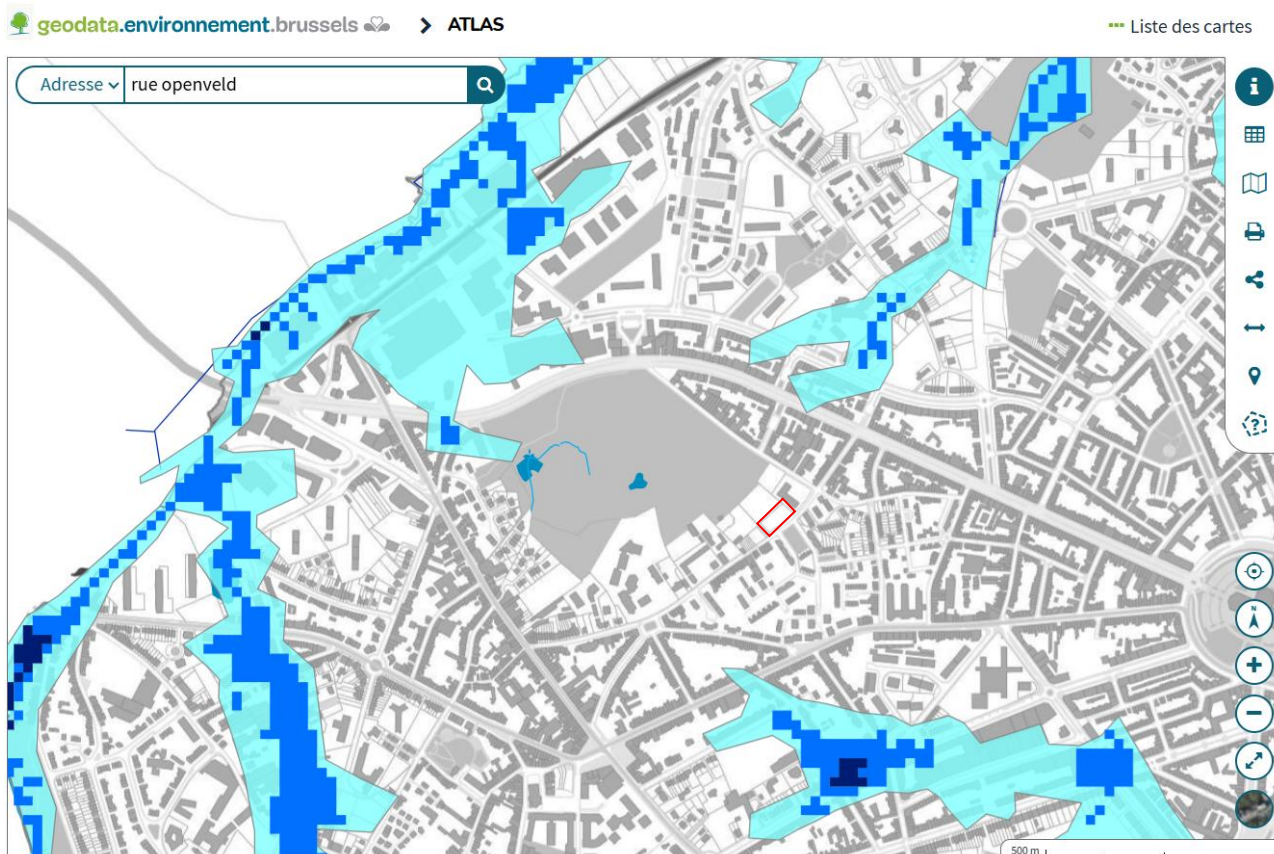 geodata.environnement.brussels > ATLAS
Liste des cartes
Adresse rue openveld
i
?
N
500 m